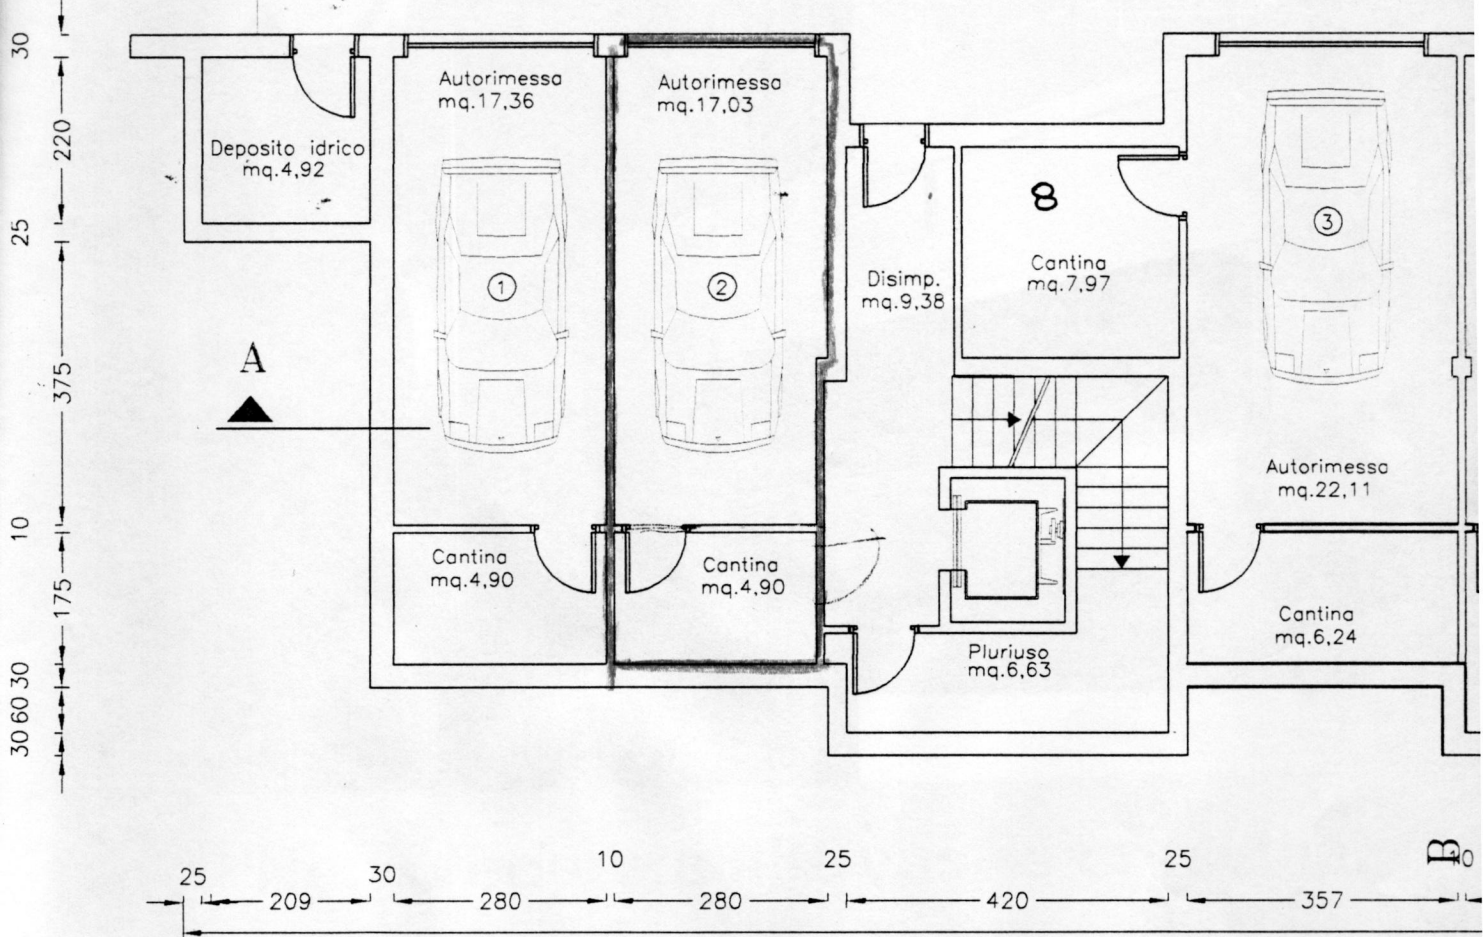 Autorimessa
mq.17,36
Autorimessa
mq.17,03
Deposito idrico
mq.4,92
8
Cantina
mq.7,97
Disimp.
mq.9,38
1
2
3
A
Autorimessa
mq.22,11
Cantina
mq.4,90
Cantina
mq.4,90
Cantina
mq.6,24
Pluriuso
mq.6,63
30
220
25
375
10
175
30
60
30
25
30
10
25
25
B
10
209
280
280
420
357